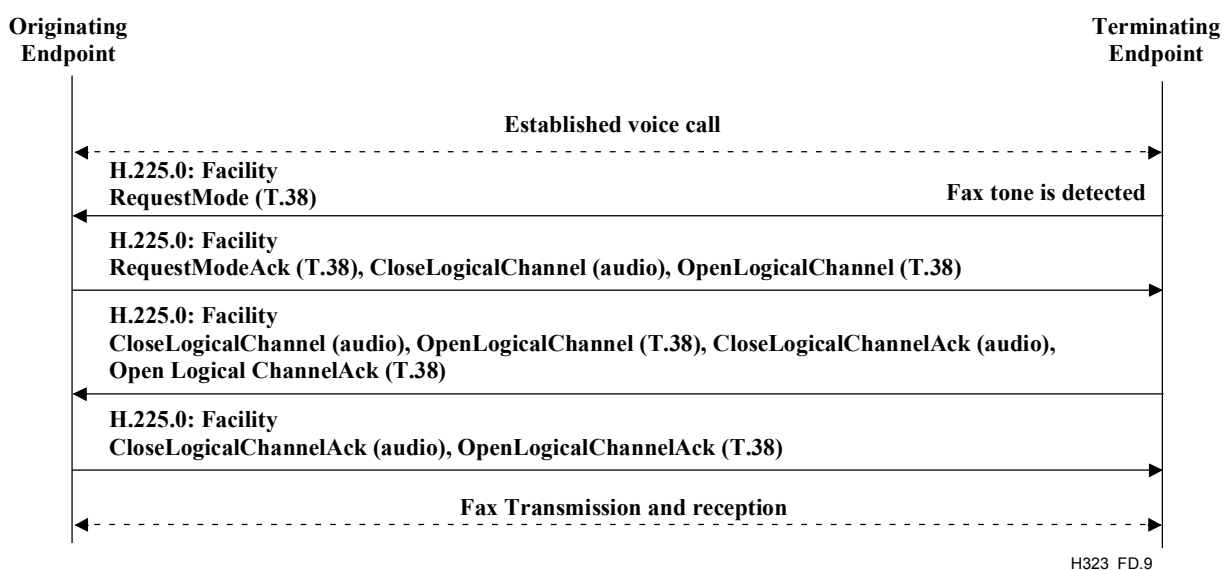 Originating
Endpoint
Terminating
Endpoint
Established voice call
H.225.0: Facility
RequestMode (T.38)
Fax tone is detected
H.225.0: Facility
RequestModeAck (T.38), CloseLogicalChannel (audio), OpenLogicalChannel (T.38)
H.225.0: Facility
CloseLogicalChannel (audio), OpenLogicalChannel (T.38), CloseLogicalChannelAck (audio),
Open Logical ChannelAck (T.38)
H.225.0: Facility
CloseLogicalChannelAck (audio), OpenLogicalChannelAck (T.38)
Fax Transmission and reception
H323_FD.9